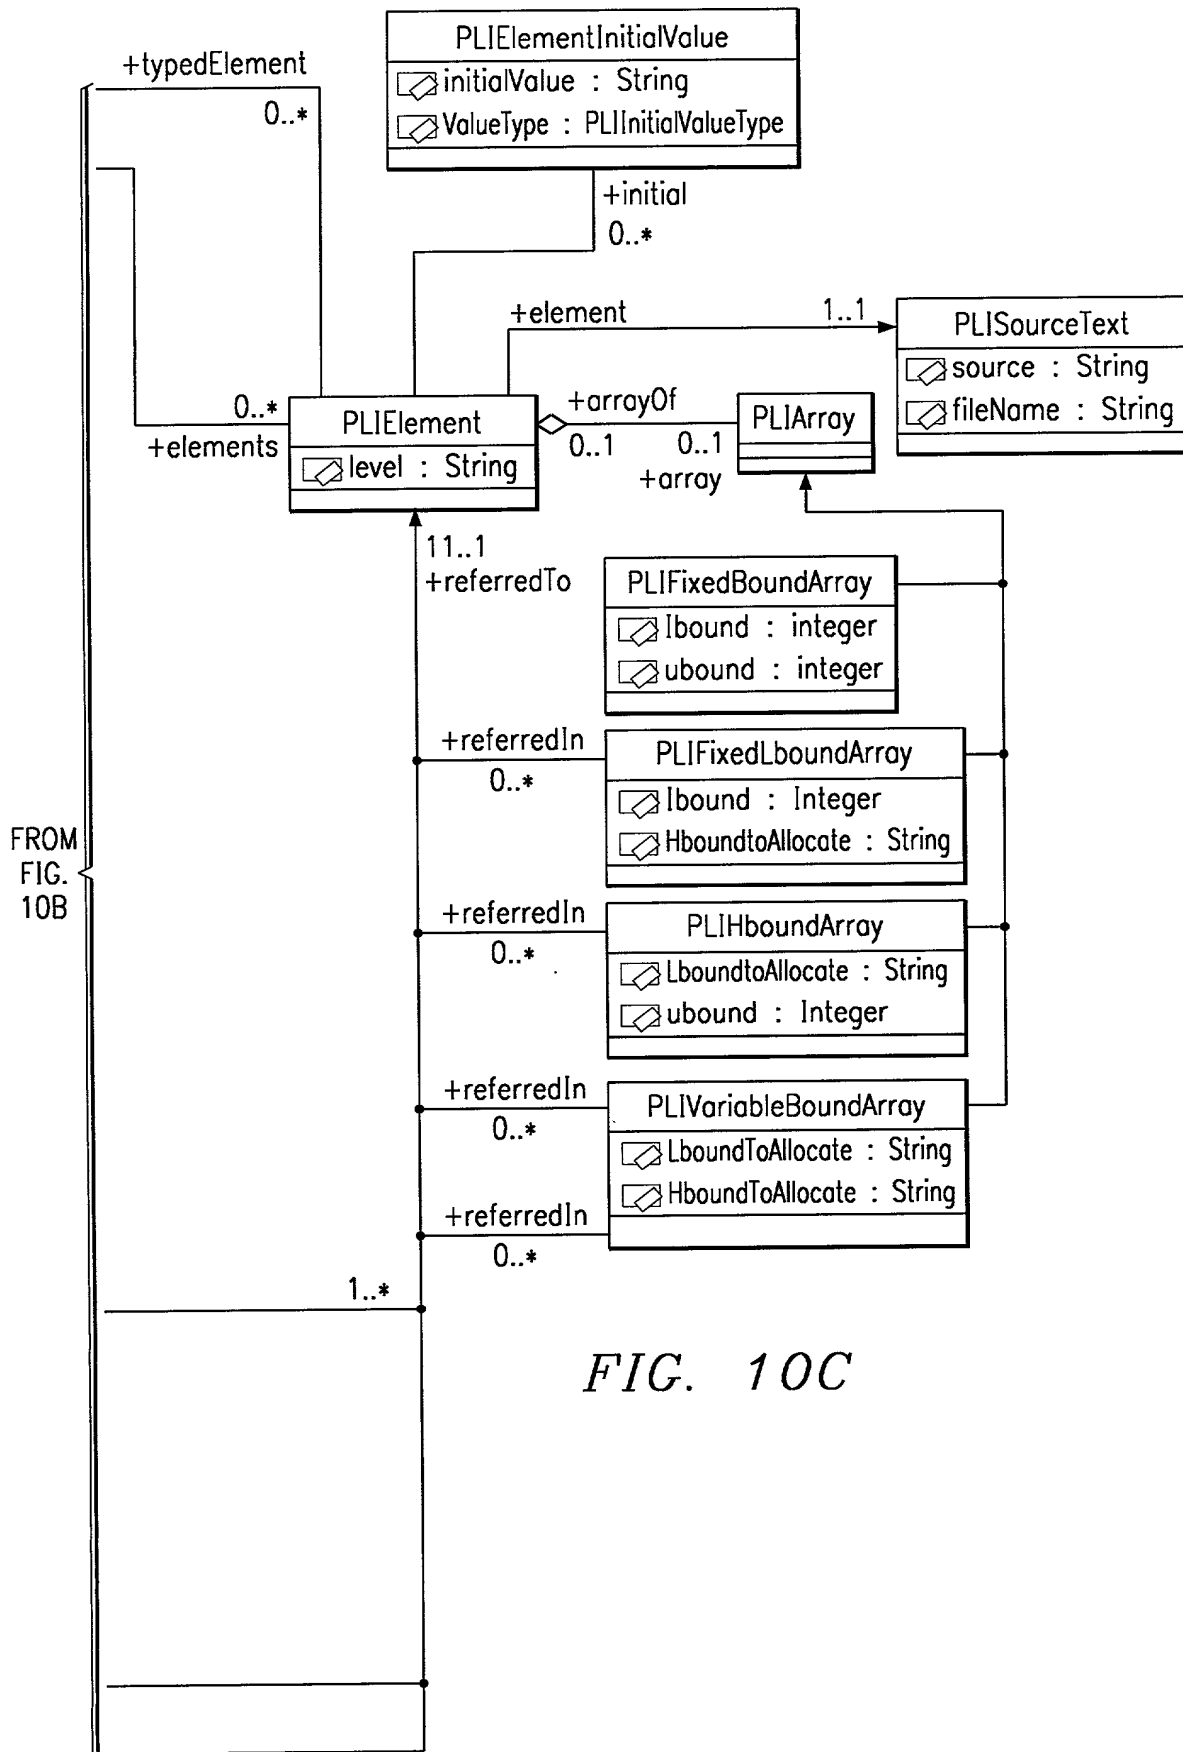 PLIElementInitialValue
initialValue : String
ValueType : PLIInitialValueType
+typedElement
0..*
+initial
0..*
+element
1..1
PLISourceText
source : String
fileName : String
0..*
+elements
PLIElement
level : String
+arrayOf
0..1
0..1
+array
PLIArray
11..1
+referredTo
PLIFixedBoundArray
Ibound : integer
ubound : integer
+referredIn
0..*
PLIFixedLboundArray
Ibound : Integer
HboundtoAllocate : String
FROM
FIG.
10B
+referredIn
0..*
PLIHboundArray
LboundtoAllocate : String
ubound : Integer
+referredIn
0..*
PLIVariableBoundArray
LboundToAllocate : String
HboundToAllocate : String
+referredIn
0..*
1..*
FIG. 10C